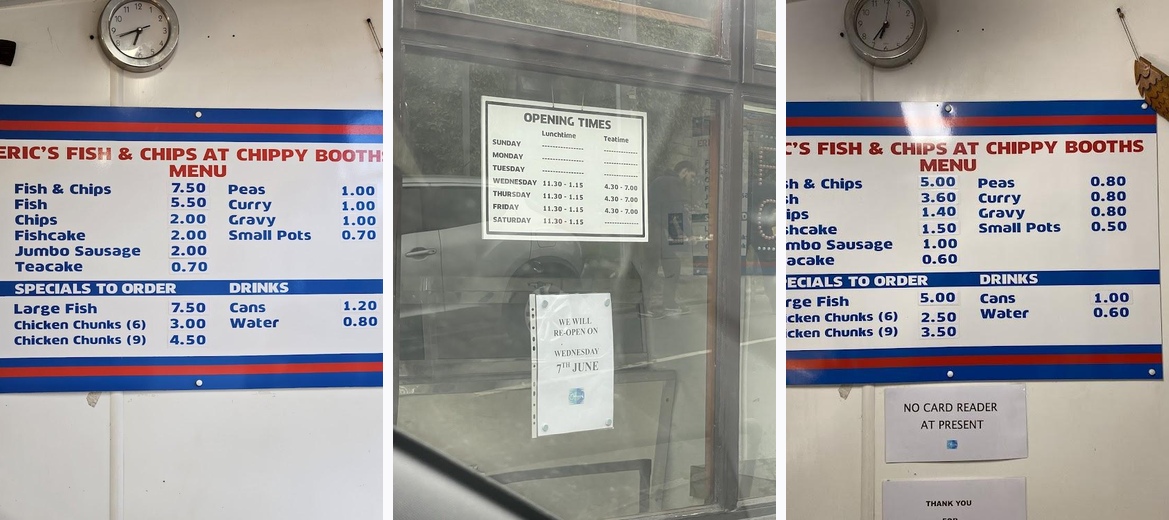 ERIC'S FISH & CHIPS AT CHIPPY BOOTHS
MENU
Fish & Chips 7.50 Peas 1.00
Fish 5.50 Curry 1.00
Chips 2.00 Gravy 1.00
Fishcake 2.00 Small Pots 0.70
Jumbo Sausage 2.00
Teacake 0.70
SPECIALS TO ORDER DRINKS
Large Fish 7.50 Cans 1.20
Chicken Chunks (6) 3.00 Water 0.80
Chicken Chunks (9) 4.50
OPENING TIMES
Lunchtime Teatime
SUNDAY
MONDAY
TUESDAY
WEDNESDAY 11.30 - 1.15 4.30 - 7.00
THURSDAY 11.30 - 1.15 4.30 - 7.00
FRIDAY 11.30 - 1.15 4.30 - 7.00
SATURDAY 11.30 - 1.15
WE WILL
RE-OPEN ON
WEDNESDAY
7TH JUNE
C'S FISH & CHIPS AT CHIPPY BOOTHS
MENU
sh & Chips 5.00 Peas 0.80
sh 3.60 Curry 0.80
ips 1.40 Gravy 0.80
shcake 1.50 Small Pots 0.50
mbo Sausage 1.00
acake 0.60
SPECIALS TO ORDER DRINKS
rge Fish 5.00 Cans 1.00
cken Chunks (6) 2.50 Water 0.60
cken Chunks (9) 3.50
NO CARD READER
AT PRESENT
THANK YOU
FOR